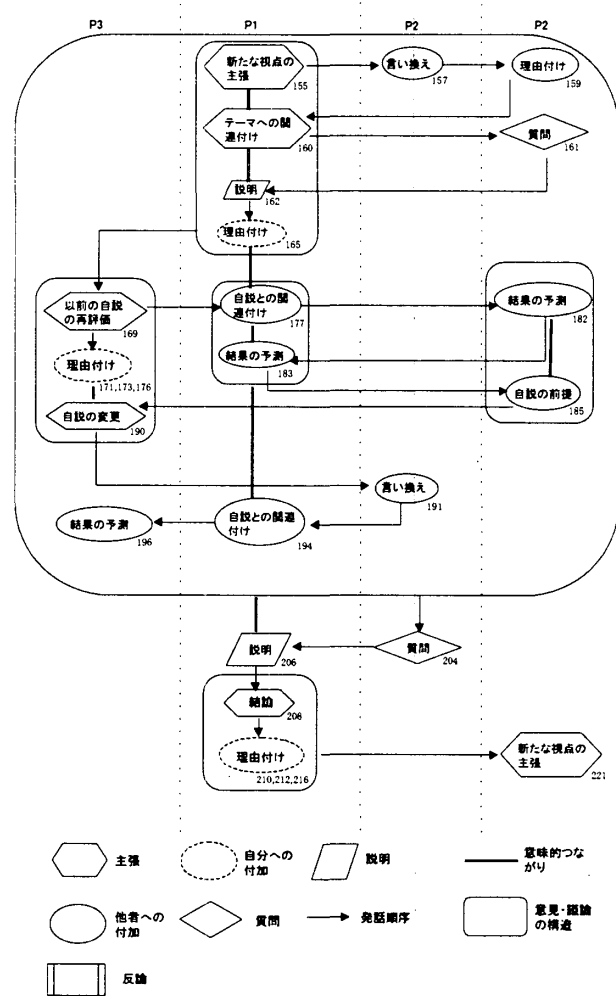 P3
P1
P2
P2
新たな視点の
主張
155
言い換え
157
理由付け
159
テーマへの関
連付け
160
質問
161
説明
162
理由付け
165
以前の自説
の再評価
169
自説との関
連付け
177
結果の予測
182
理由付け
171,173,176
結果の予測
183
自説の前提
185
自説の変更
190
言い換え
191
結果の予測
196
自説との関連
付け
194
説明
206
質問
204
結論
208
理由付け
210,212,216
新たな視点の
主張
221
主張
自分への
付加
説明
意味的つな
がり
他者への
付加
質問
発話順序
意見・議論
の構造
反論